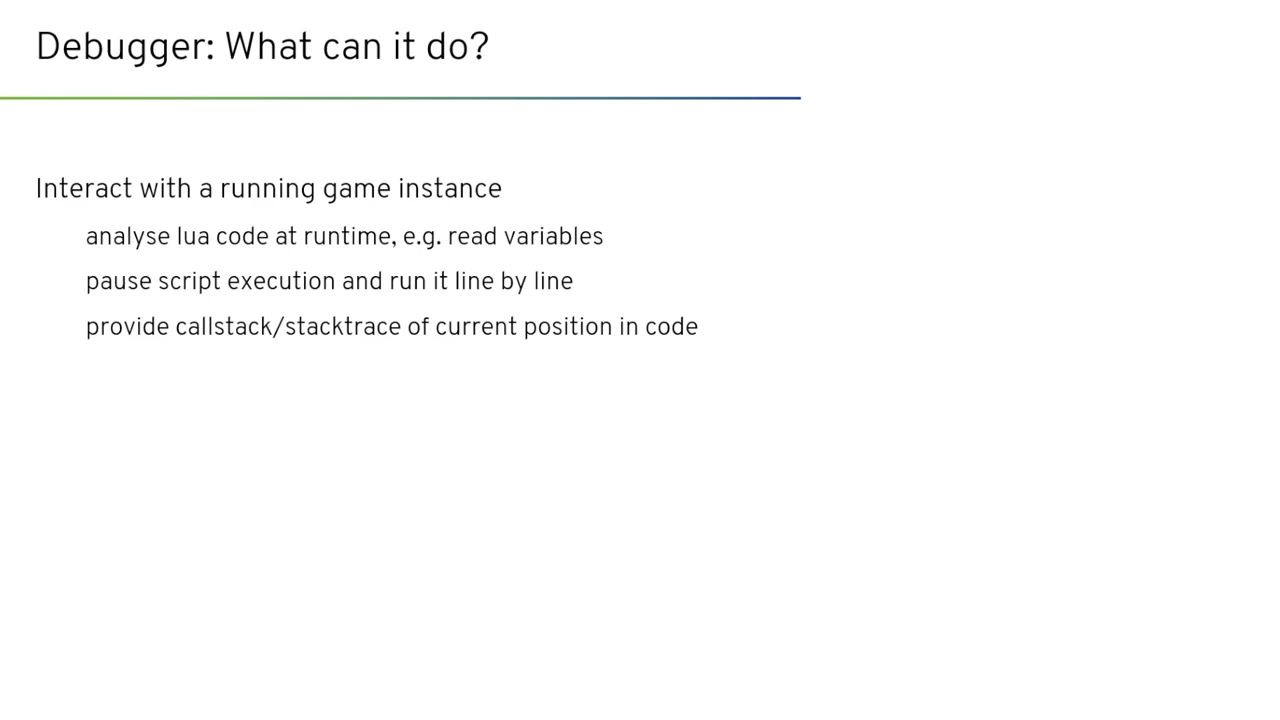 Debugger: What can it do?
Interact with a running game instance
analyse lua code at runtime, e.g. read variables
pause script execution and run it line by line
provide callstack/stacktrace of current position in code